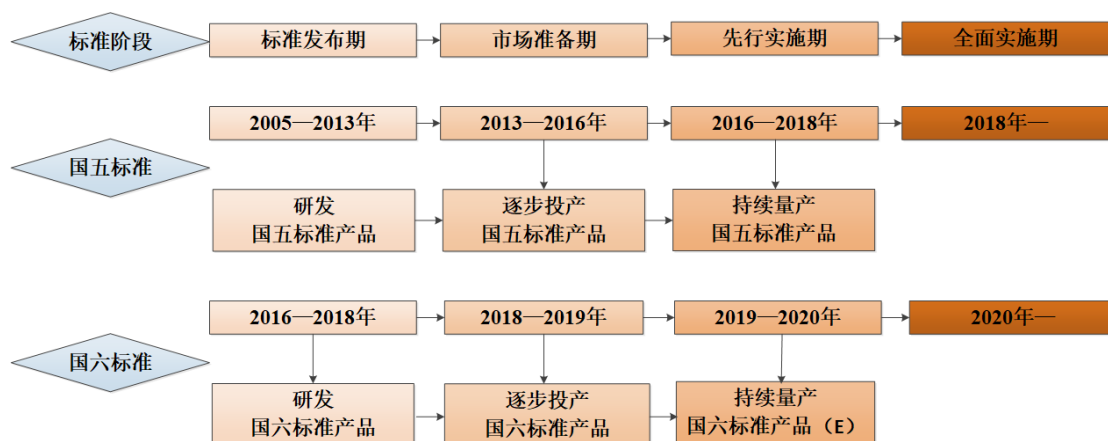 标准阶段
标准发布期
市场准备期
先行实施期
全面实施期
国五标准
2005—2013年
2013—2016年
2016—2018年
2018年—
研发
国五标准产品
逐步投产
国五标准产品
持续量产
国五标准产品
国六标准
2016—2018年
2018—2019年
2019—2020年
2020年—
研发
国六标准产品
逐步投产
国六标准产品
持续量产
国六标准产品（E）